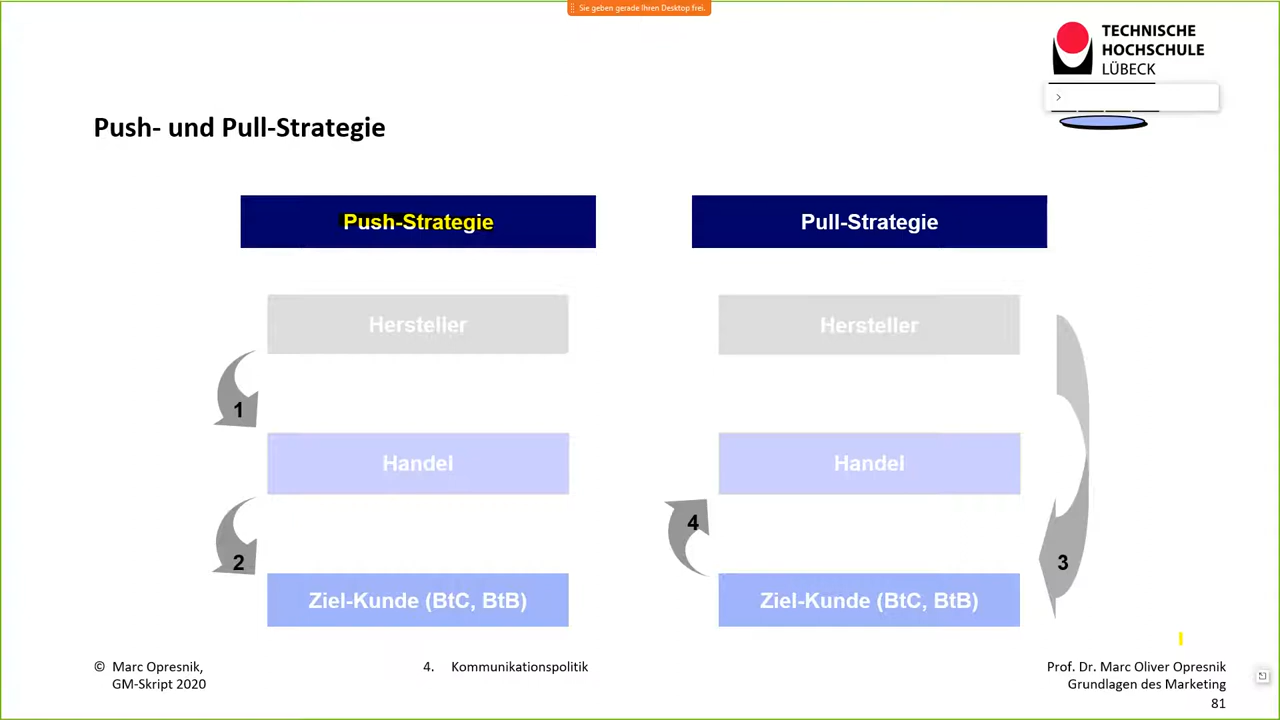 Sie geben gerade Ihren Desktop frei.
TECHNISCHE
HOCHSCHULE
LÜBECK
Push- und Pull-Strategie
Push-Strategie
Pull-Strategie
Hersteller
Hersteller
1
Handel
Handel
2
4
3
Ziel-Kunde (BtC, BtB)
Ziel-Kunde (BtC, BtB)
© Marc Opresnik,
GM-Skript 2020
4. Kommunikationspolitik
Prof. Dr. Marc Oliver Opresnik
Grundlagen des Marketing
81